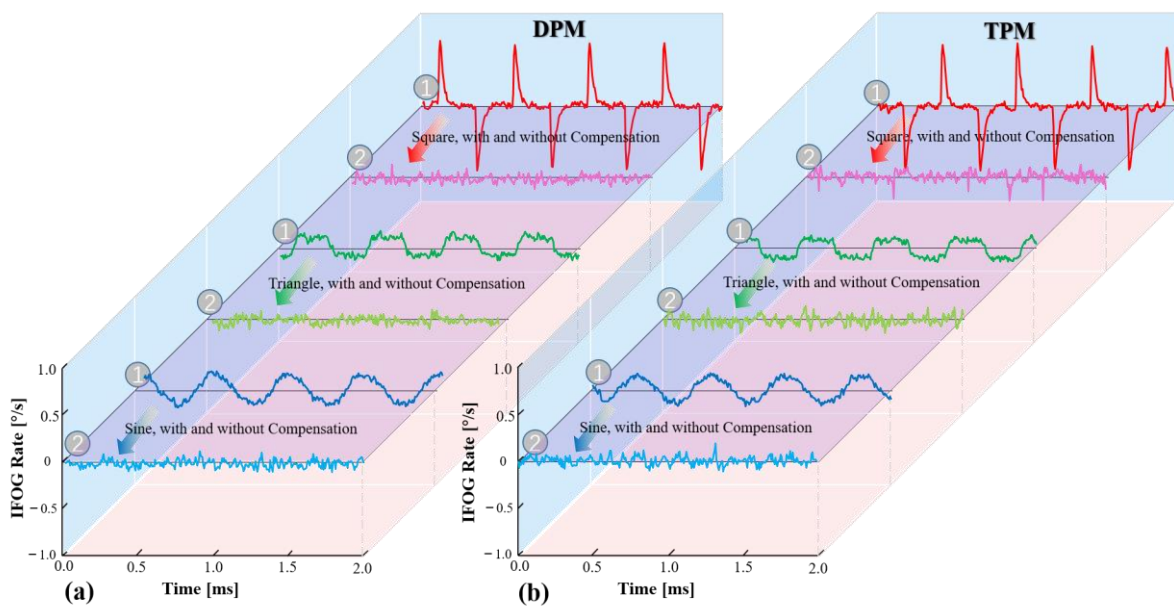 DPM
1
Square, with and without Compensation
2
1
Triangle, with and without Compensation
2
1
Sine, with and without Compensation
2
IFOG Rate [°/s]
1.0
0.5
0
−0.5
−1.0
0.0
0.5
1.0
1.5
2.0
Time [ms]
(a)
TPM
1
Square, with and without Compensation
2
1
Triangle, with and without Compensation
2
1
Sine, with and without Compensation
2
IFOG Rate [°/s]
1.0
0.5
0
−0.5
−1.0
0.0
0.5
1.0
1.5
2.0
Time [ms]
(b)